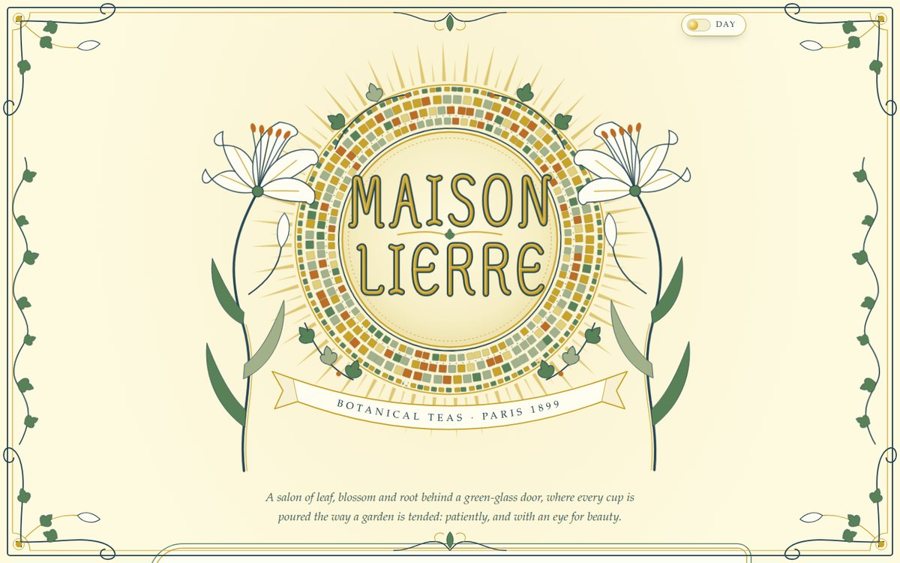 DAY
MAISON
LIERRE
BOTANICAL TEAS · PARIS 1899
A salon of leaf, blossom and root behind a green-glass door, where every cup is
poured the way a garden is tended: patiently, and with an eye for beauty.